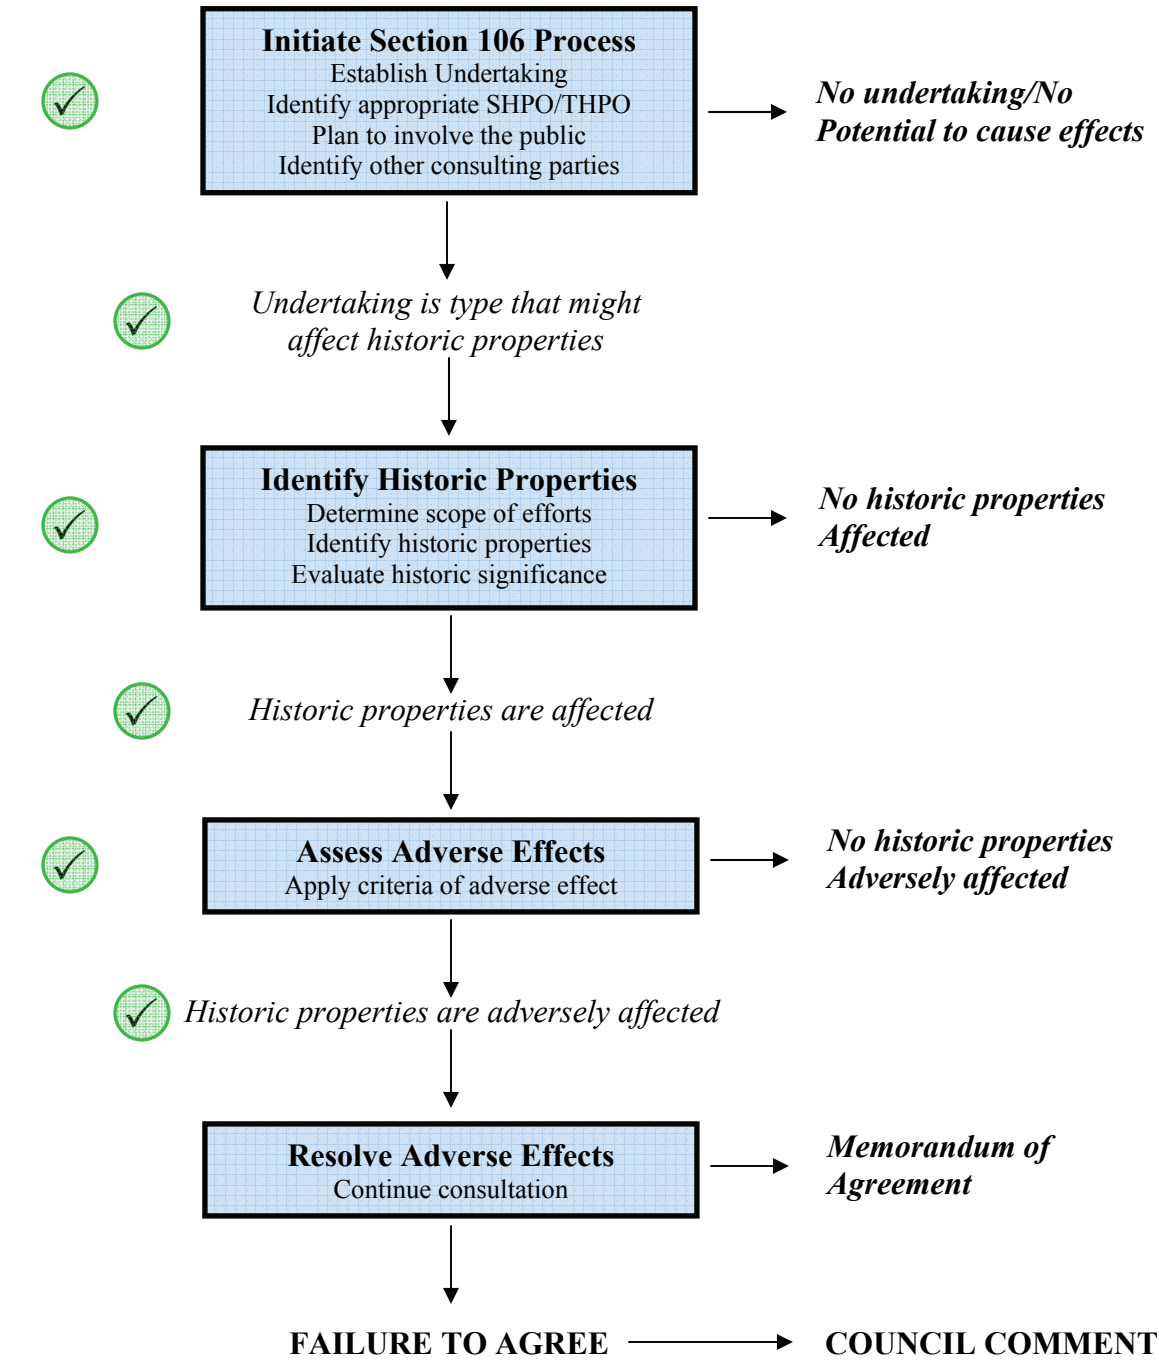 Initiate Section 106 Process
Establish Undertaking
Identify appropriate SHPO/THPO
Plan to involve the public
Identify other consulting parties
No undertaking/No
Potential to cause effects
Undertaking is type that might
affect historic properties
Identify Historic Properties
Determine scope of efforts
Identify historic properties
Evaluate historic significance
No historic properties
Affected
Historic properties are affected
Assess Adverse Effects
Apply criteria of adverse effect
No historic properties
Adversely affected
Historic properties are adversely affected
Resolve Adverse Effects
Continue consultation
Memorandum of
Agreement
FAILURE TO AGREE
COUNCIL COMMENT